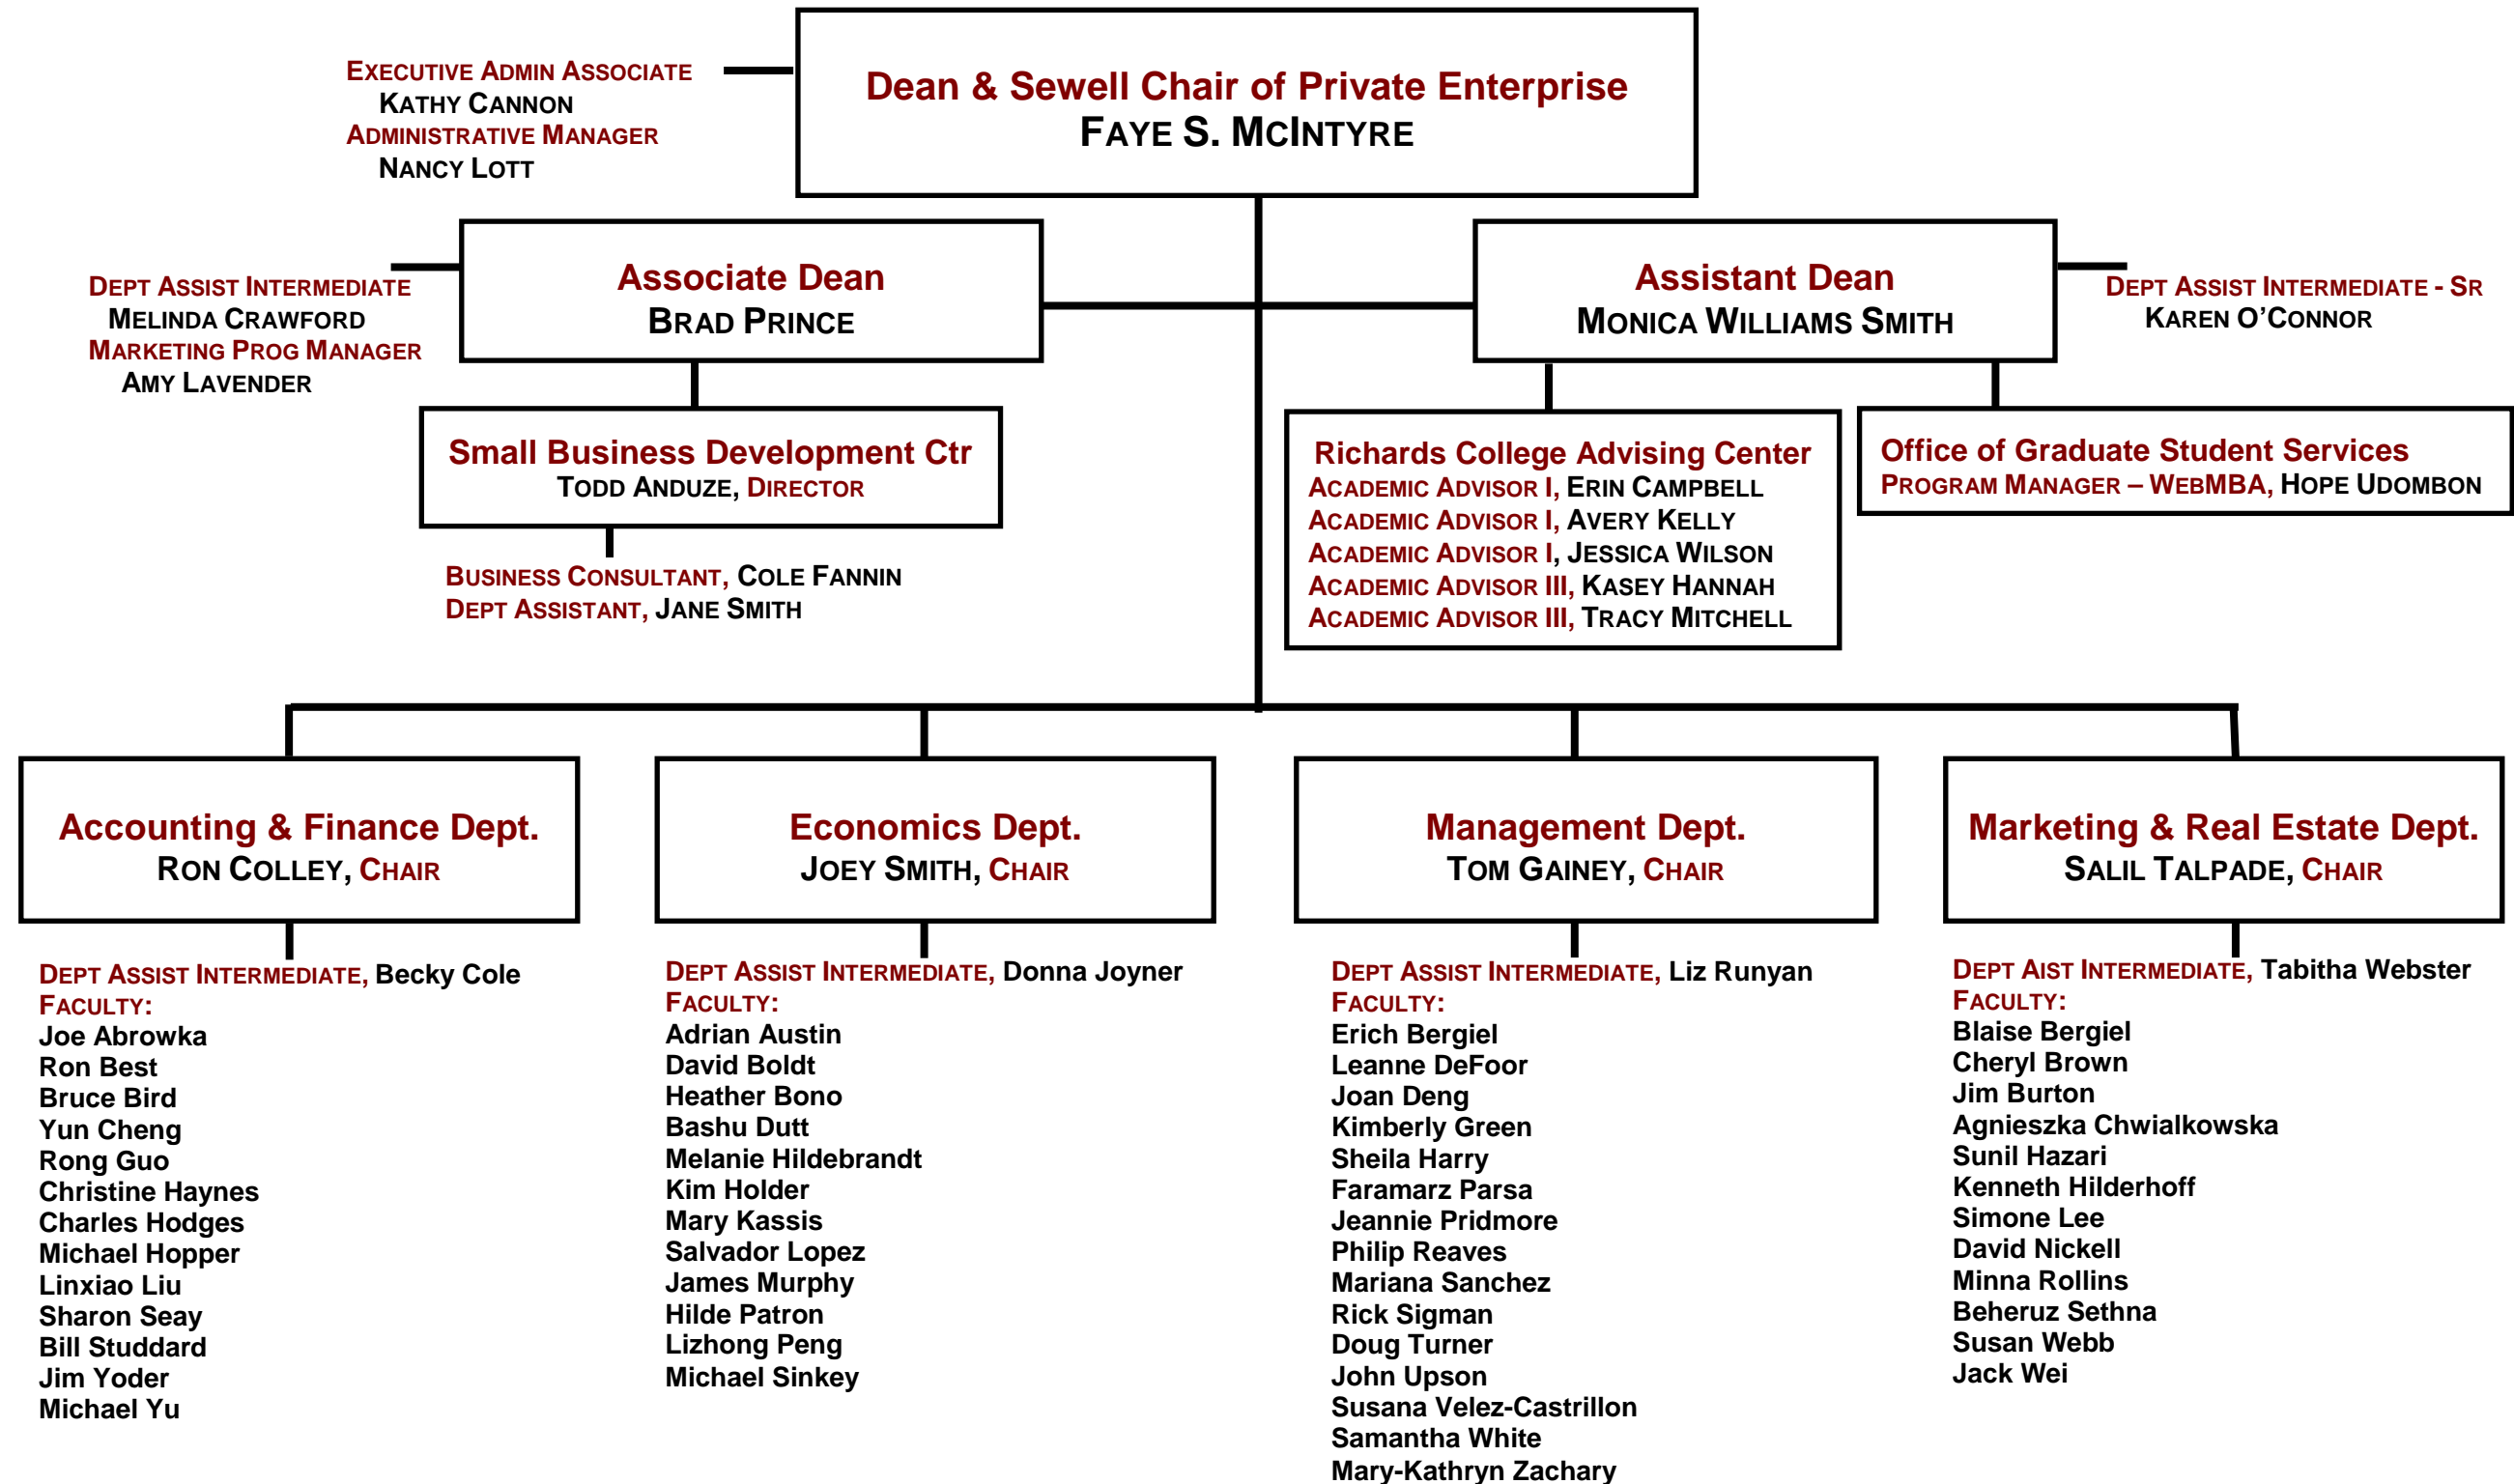 EXECUTIVE ADMIN ASSOCIATE
KATHY CANNON
ADMINISTRATIVE MANAGER
NANCY LOTT
Dean & Sewell Chair of Private Enterprise
FAYE S. MCINTYRE
DEPT ASSIST INTERMEDIATE
MELINDA CRAWFORD
MARKETING PROG MANAGER
AMY LAVENDER
Associate Dean
BRAD PRINCE
Assistant Dean
MONICA WILLIAMS SMITH
DEPT ASSIST INTERMEDIATE - SR
KAREN O’CONNOR
Small Business Development Ctr
TODD ANDUZE, DIRECTOR
BUSINESS CONSULTANT, COLE FANNIN
DEPT ASSISTANT, JANE SMITH
Richards College Advising Center
ACADEMIC ADVISOR I, ERIN CAMPBELL
ACADEMIC ADVISOR I, AVERY KELLY
ACADEMIC ADVISOR I, JESSICA WILSON
ACADEMIC ADVISOR III, KASEY HANNAH
ACADEMIC ADVISOR III, TRACY MITCHELL
Office of Graduate Student Services
PROGRAM MANAGER – WEBMBA, HOPE UDOMBON
Accounting & Finance Dept.
RON COLLEY, CHAIR
DEPT ASSIST INTERMEDIATE, Becky Cole
FACULTY:
Joe Abrowka
Ron Best
Bruce Bird
Yun Cheng
Rong Guo
Christine Haynes
Charles Hodges
Michael Hopper
Linxiao Liu
Sharon Seay
Bill Studdard
Jim Yoder
Michael Yu
Economics Dept.
JOEY SMITH, CHAIR
DEPT ASSIST INTERMEDIATE, Donna Joyner
FACULTY:
Adrian Austin
David Boldt
Heather Bono
Bashu Dutt
Melanie Hildebrandt
Kim Holder
Mary Kassis
Salvador Lopez
James Murphy
Hilde Patron
Lizhong Peng
Michael Sinkey
Management Dept.
TOM GAINEY, CHAIR
DEPT ASSIST INTERMEDIATE, Liz Runyan
FACULTY:
Erich Bergiel
Leanne DeFoor
Joan Deng
Kimberly Green
Sheila Harry
Faramarz Parsa
Jeannie Pridmore
Philip Reaves
Mariana Sanchez
Rick Sigman
Doug Turner
John Upson
Susana Velez-Castrillon
Samantha White
Mary-Kathryn Zachary
Marketing & Real Estate Dept.
SALIL TALPADE, CHAIR
DEPT AIST INTERMEDIATE, Tabitha Webster
FACULTY:
Blaise Bergiel
Cheryl Brown
Jim Burton
Agnieszka Chwialkowska
Sunil Hazari
Kenneth Hilderhoff
Simone Lee
David Nickell
Minna Rollins
Beheruz Sethna
Susan Webb
Jack Wei